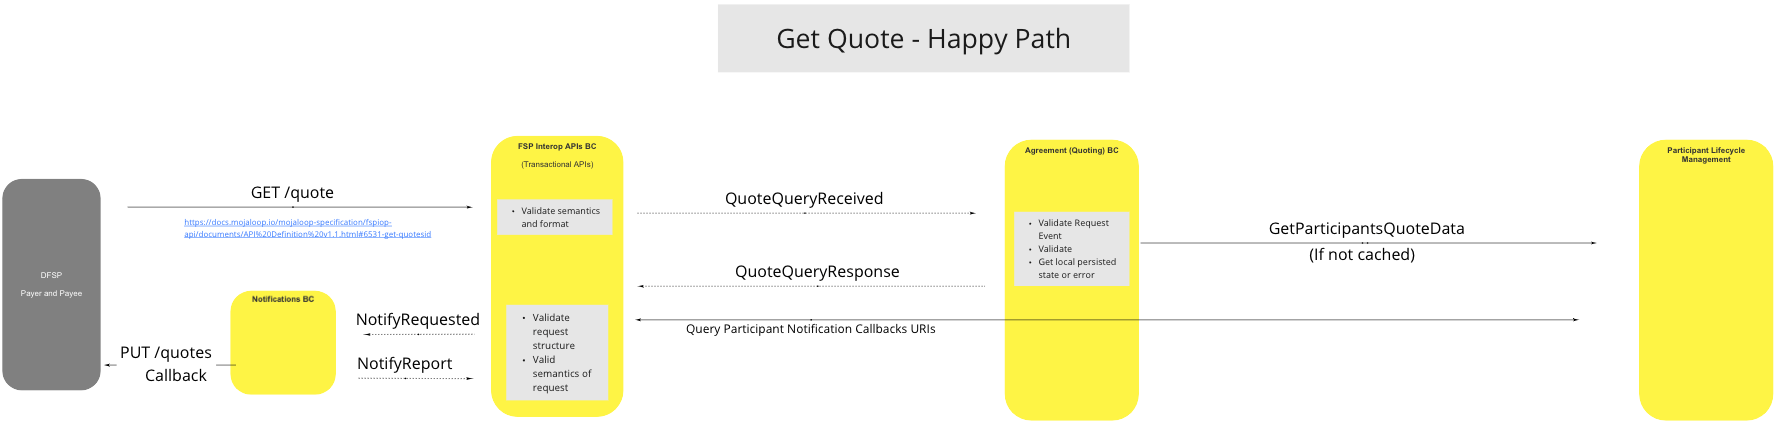 Get Quote - Happy Path
FSP Interop APIs BC
(Transactional APIs)
Agreement (Quoting) BC
Participant Lifecycle
Management
GET /quote
https://docs.mojaloop.io/mojaloop-specification/fspiop-
api/documents/API%20Definition%20v1.1.html#6531-get-quotesid
• Validate semantics
and format
QuoteQueryReceived
• Validate Request
Event
• Validate
• Get local persisted
state or error
GetParticipantsQuoteData
(If not cached)
DFSP
Payer and Payee
QuoteQueryResponse
Notifications BC
NotifyRequested
• Validate
request
structure
• Valid
semantics of
request
Query Participant Notification Callbacks URIs
PUT /quotes
Callback
NotifyReport